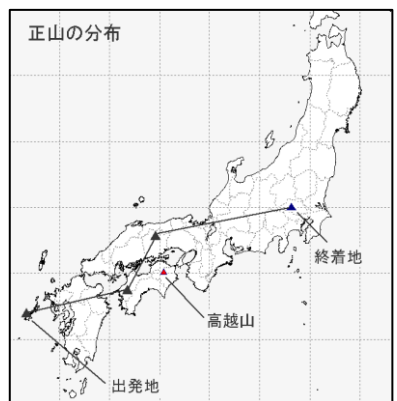 正山の分布
終着地
高越山
出発地